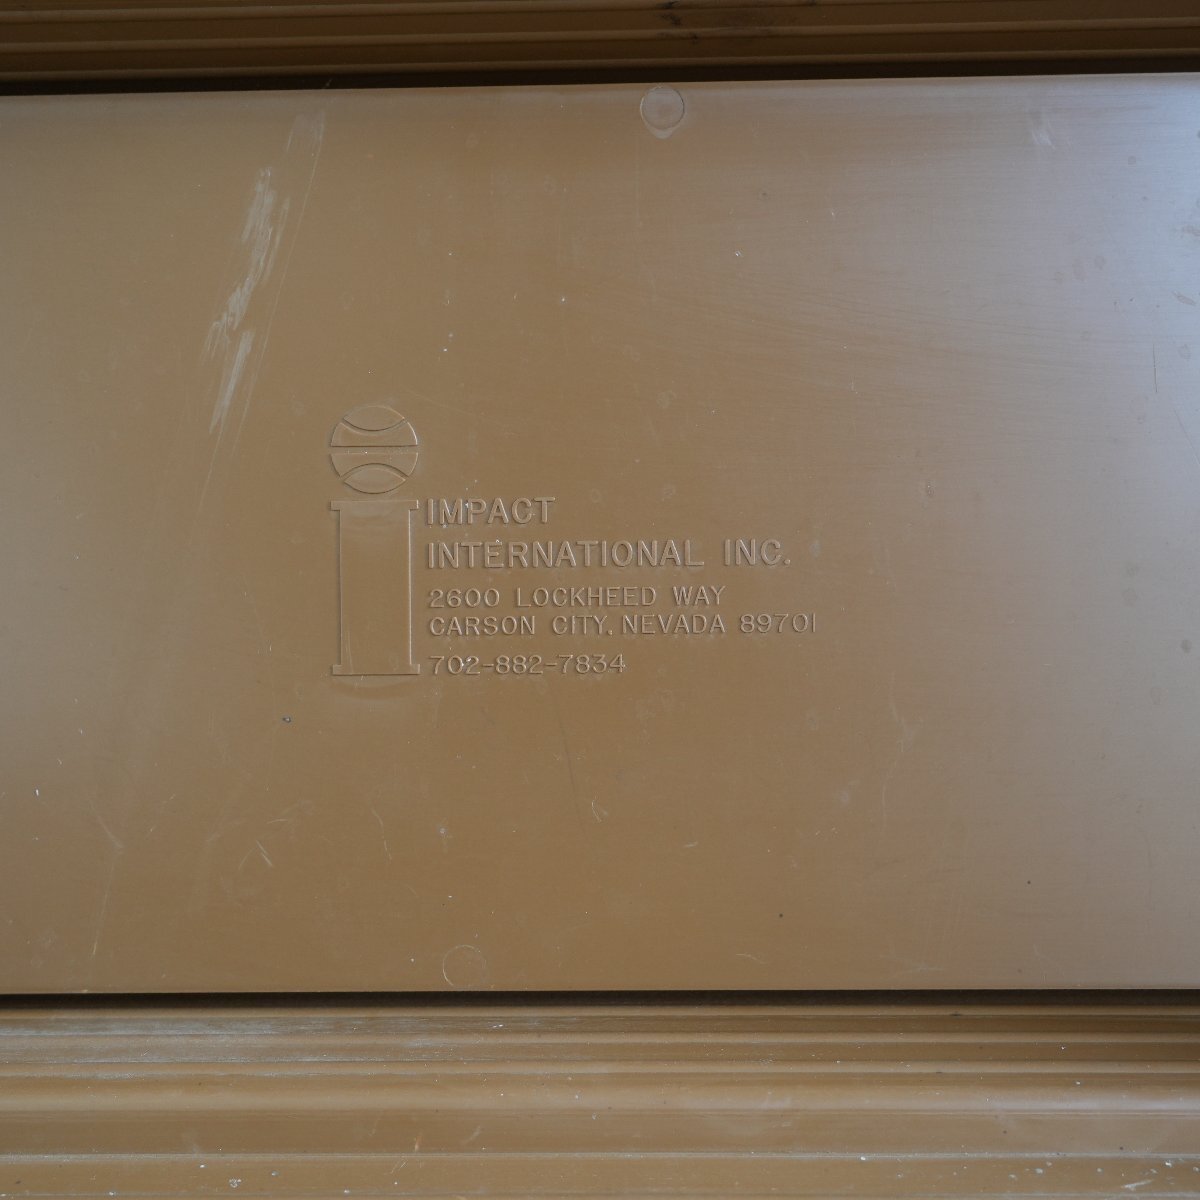 IMPACT
INTERNATIONAL INC.
2600 LOCKHEED WAY
CARSON CITY, NEVADA 89701
702-882-7834